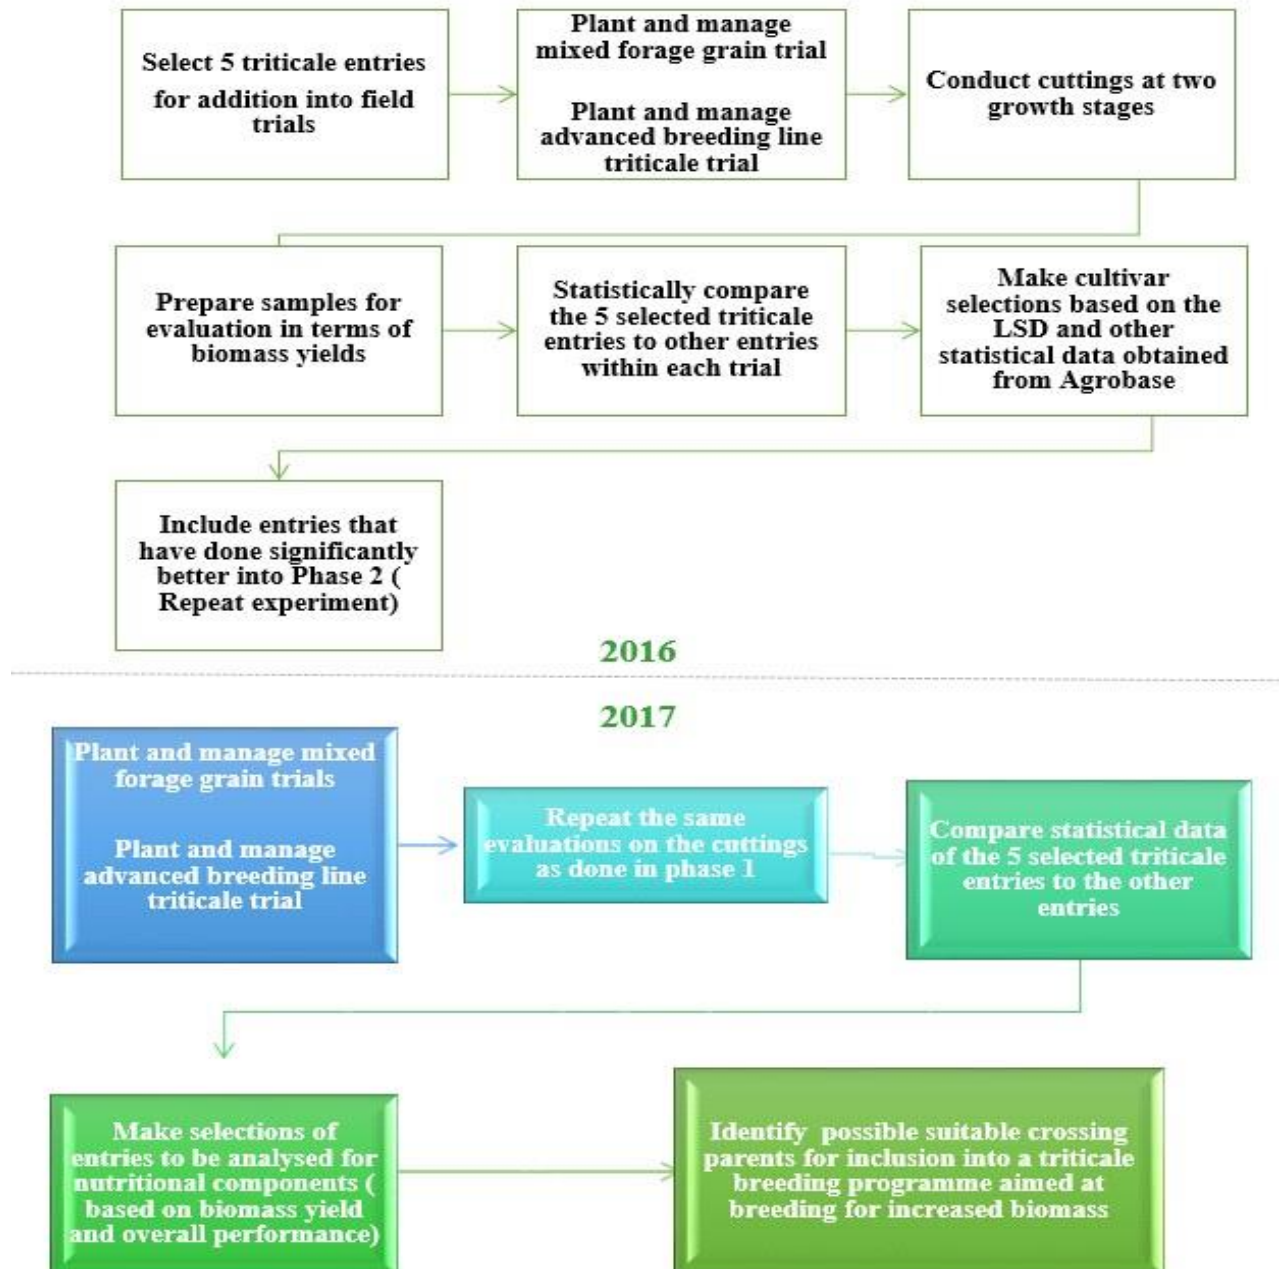 Select 5 triticale entries
for addition into field
trials
Plant and manage
mixed forage grain trial
Plant and manage
advanced breeding line
triticale trial
Conduct cuttings at two
growth stages
Prepare samples for
evaluation in terms of
biomass yields
Statistically compare
the 5 selected triticale
entries to other entries
within each trial
Make cultivar
selections based on the
LSD and other
statistical data obtained
from Agrobase
Include entries that
have done significantly
better into Phase 2 (
Repeat experiment)
2016
2017
Plant and manage mixed
forage grain trials
Plant and manage
advanced breeding line
triticale trial
Repeat the same
evaluations on the cuttings
as done in phase 1
Compare statistical data
of the 5 selected triticale
entries to the other
entries
Make selections of
entries to be analysed for
nutritional components (
based on biomass yield
and overall performance)
Identify possible suitable crossing
parents for inclusion into a triticale
breeding programme aimed at
breeding for increased biomass